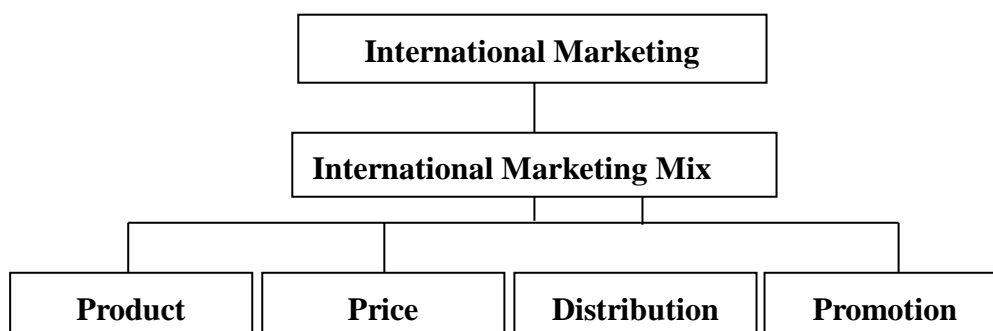 International Marketing
International Marketing Mix
Product Price Distribution Promotion